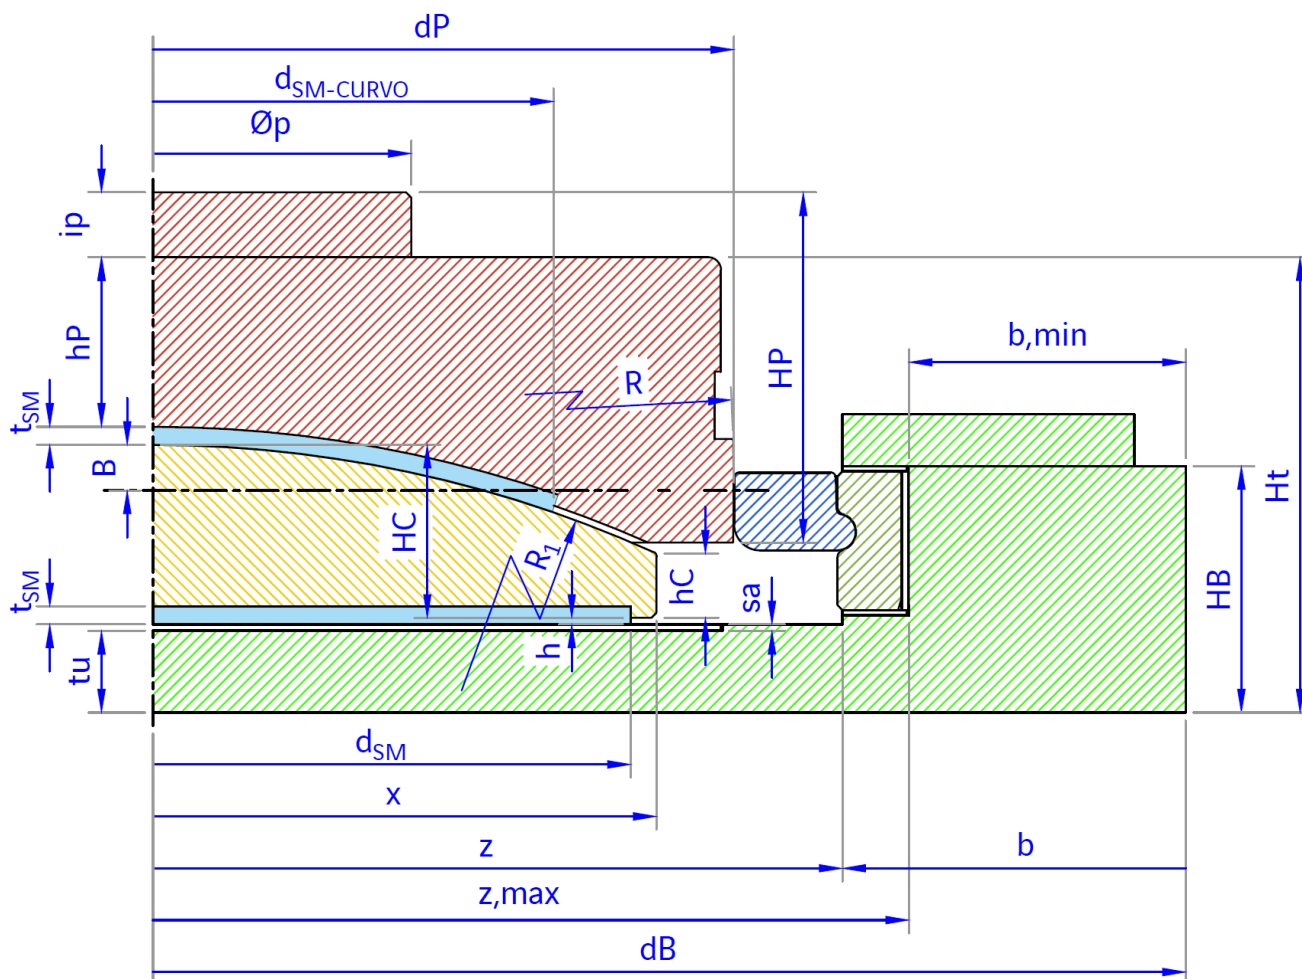 dP
dSM-CURVO
Øp
ip
hP
HP
b,min
R
tSM
B
Ht
HC
R1
hC
sa
HB
tSM
h
tu
dSM
x
z
b
z,max
dB